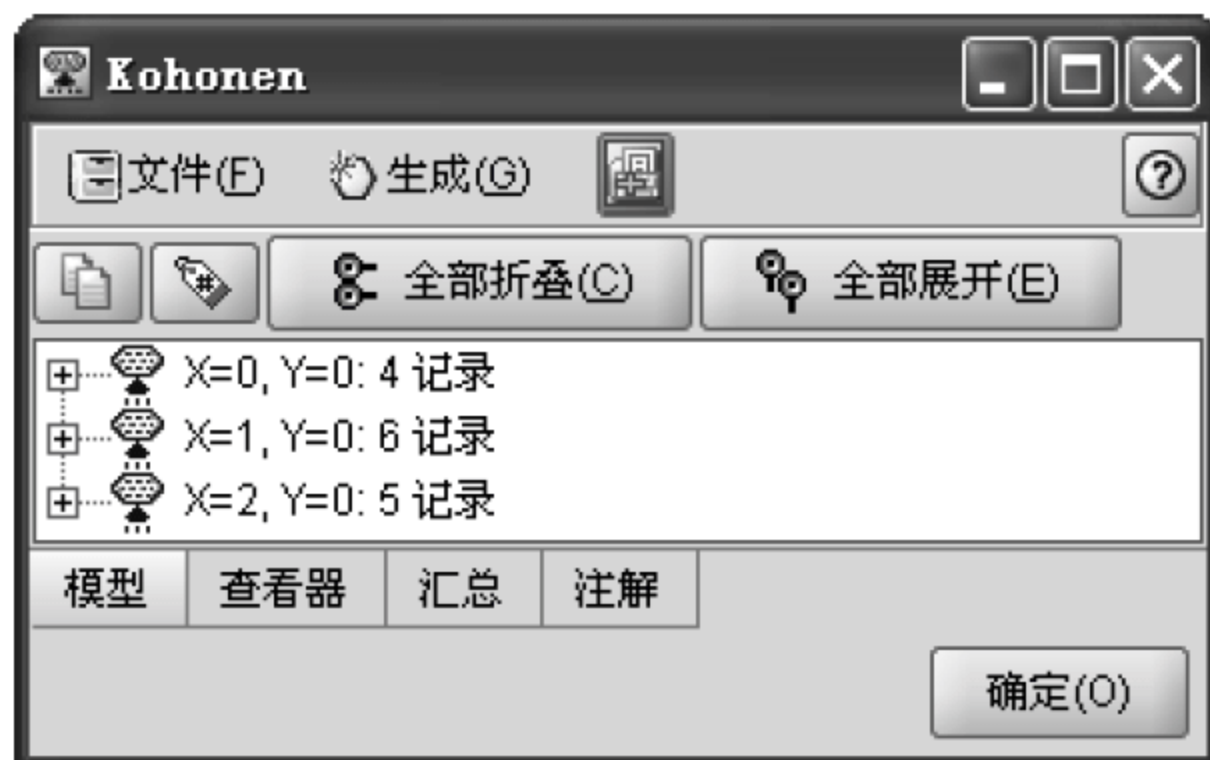 Kohonen
文件(F) 生成(G)
全部折叠(C) 全部展开(E)
X=0, Y=0: 4 记录
X=1, Y=0: 6 记录
X=2, Y=0: 5 记录
模型 查看器 汇总 注解
确定(O)